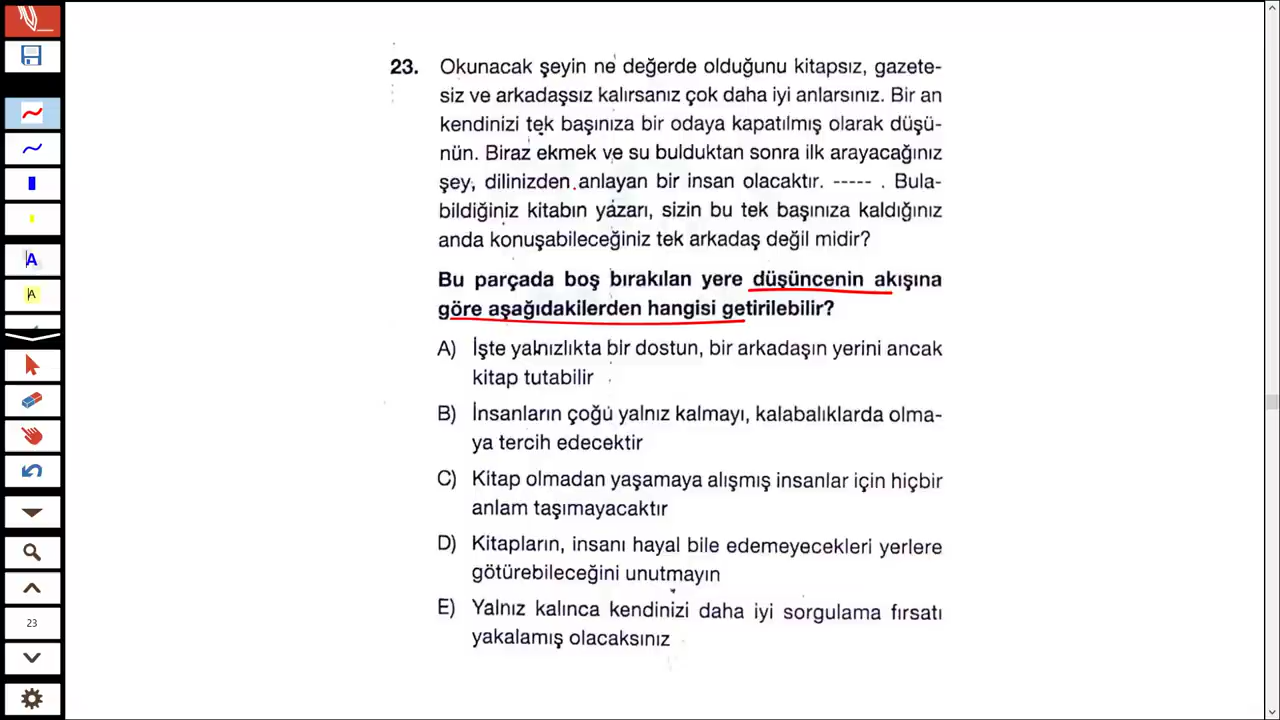 23. Okunacak şeyin ne değerde olduğunu kitapsız, gazete-
siz ve arkadaşsız kalırsanız çok daha iyi anlarsınız. Bir an
kendinizi tek başınıza bir odaya kapatılmış olarak düşü-
nün. Biraz ekmek ve su bulduktan sonra ilk arayacağınız
şey, dilinizden anlayan bir insan olacaktır. ----- . Bula-
bildiğiniz kitabın yazarı, sizin bu tek başınıza kaldığınız
anda konuşabileceğiniz tek arkadaş değil midir?
Bu parçada boş bırakılan yere düşüncenin akışına
göre aşağıdakilerden hangisi getirilebilir?
A) İşte yalnızlıkta bir dostun, bir arkadaşın yerini ancak
kitap tutabilir
B) İnsanların çoğu yalnız kalmayı, kalabalıklarda olma-
ya tercih edecektir
C) Kitap olmadan yaşamaya alışmış insanlar için hiçbir
anlam taşımayacaktır
D) Kitapların, insanı hayal bile edemeyecekleri yerlere
götürebileceğini unutmayın
E) Yalnız kalınca kendinizi daha iyi sorgulama fırsatı
yakalamış olacaksınız
A
A
23